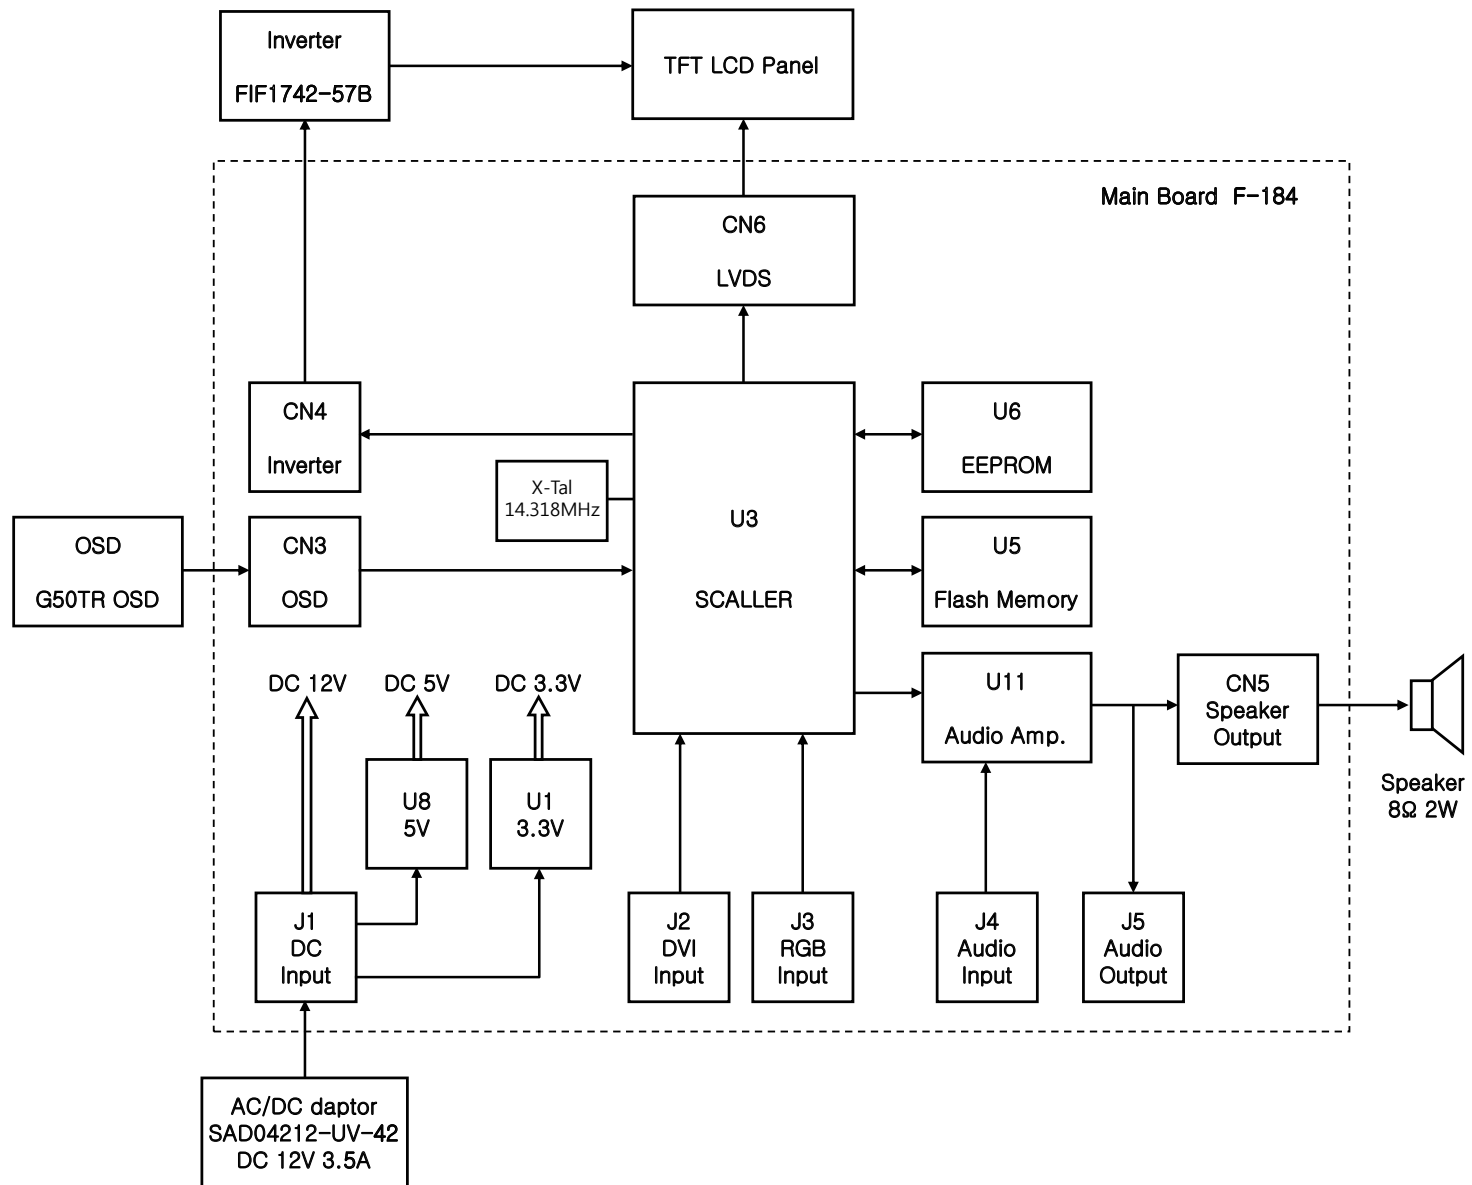 Inverter
FIF1742-57B
TFT LCD Panel
Main Board F-184
CN6
LVDS
CN4
Inverter
U6
EEPROM
X-Tal
14.318MHz
U3
SCALLER
OSD
G50TR OSD
CN3
OSD
U5
Flash Memory
DC 12V
DC 5V
DC 3.3V
U11
Audio Amp.
CN5
Speaker
Output
Speaker
8Ω 2W
U8
5V
U1
3.3V
J1
DC
Input
J2
DVI
Input
J3
RGB
Input
J4
Audio
Input
J5
Audio
Output
AC/DC daptor
SAD04212-UV-42
DC 12V 3.5A